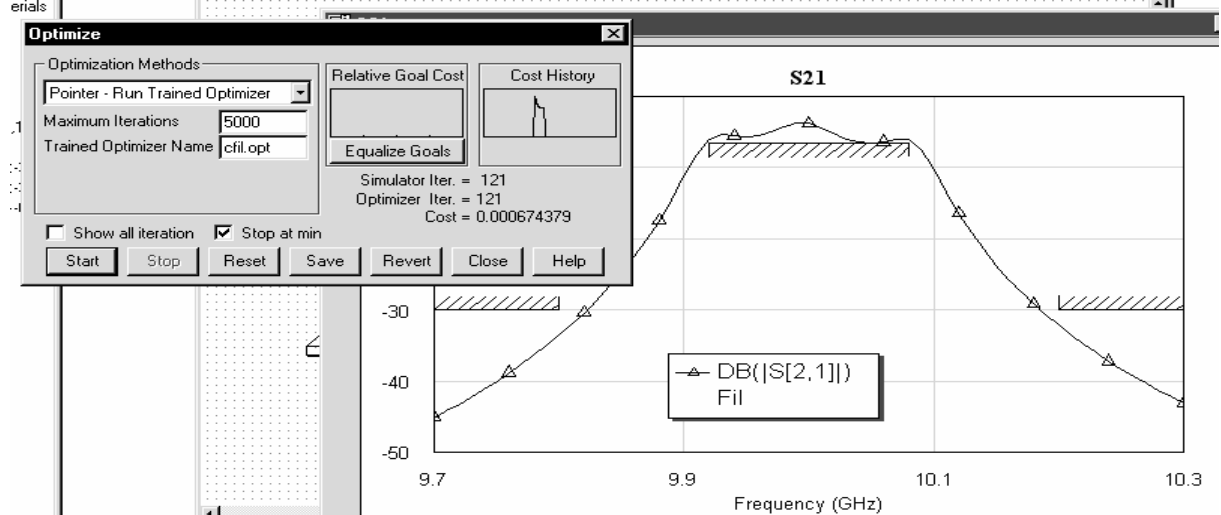 erials
Optimize
Optimization Methods
Pointer - Run Trained Optimizer
Maximum Iterations 5000
Trained Optimizer Name cfil.opt
Relative Goal Cost
Equalize Goals
Cost History
Simulator Iter. = 121
Optimizer Iter. = 121
Cost = 0.000674379
Show all iteration Stop at min
Start Stop Reset Save Revert Close Help
S21
-30
-40
-50
9.7 9.9 10.1 10.3
Frequency (GHz)
DB(|S[2,1]|)
Fil